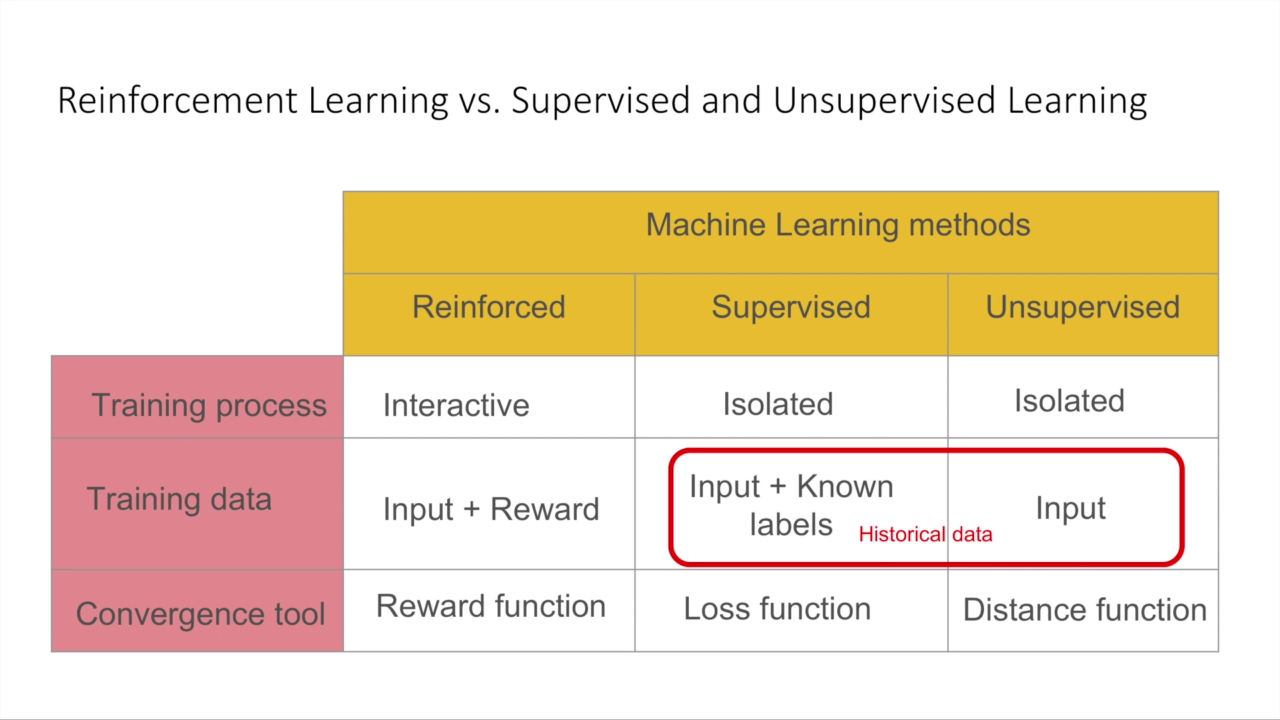 Reinforcement Learning vs. Supervised and Unsupervised Learning
Machine Learning methods
Reinforced
Supervised
Unsupervised
Training process
Interactive
Isolated
Isolated
Training data
Input + Reward
Input + Known
labels
Historical data
Input
Convergence tool
Reward function
Loss function
Distance function